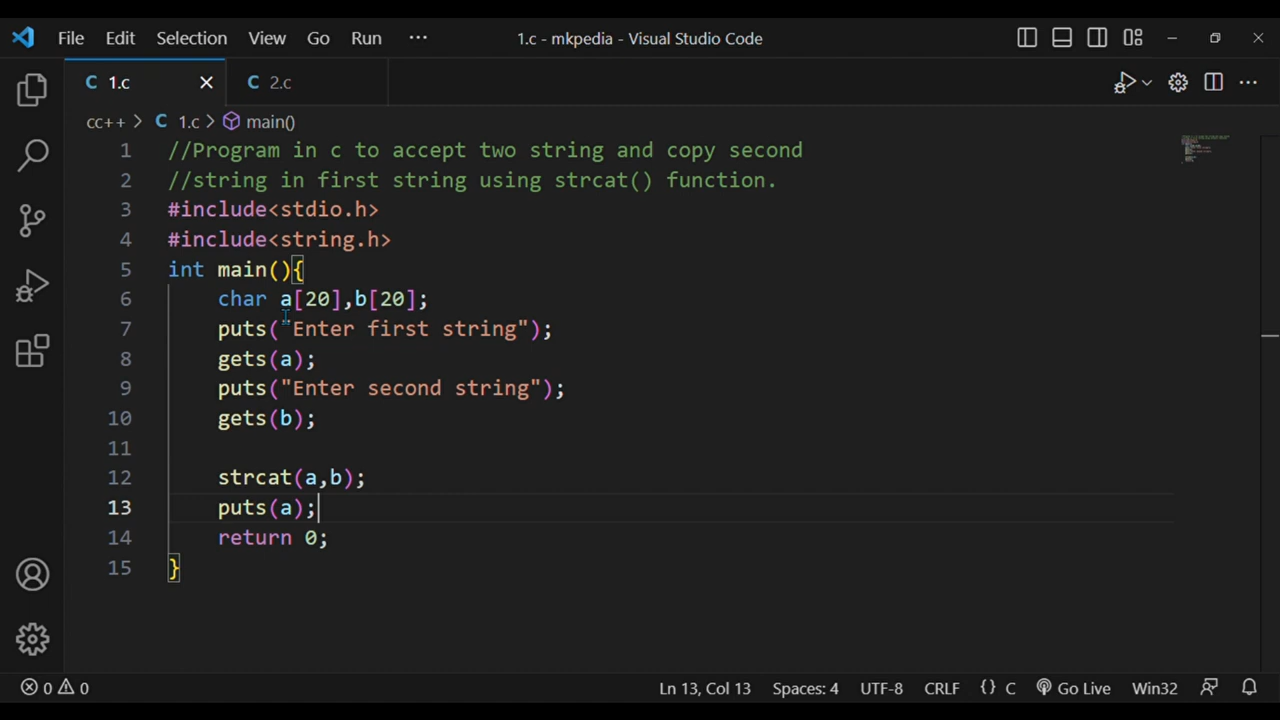 File Edit Selection View Go Run ··· 1.c - mkpedia - Visual Studio Code
C 1.c C 2.c
cc++ > C 1.c > main()
1 //Program in c to accept two string and copy second
2 //string in first string using strcat() function.
3 #include<stdio.h>
4 #include<string.h>
5 int main(){
6 char a[20],b[20];
7 puts("Enter first string");
8 gets(a);
9 puts("Enter second string");
10 gets(b);
11
12 strcat(a,b);
13 puts(a);
14 return 0;
15 }
0 0 Ln 13, Col 13 Spaces: 4 UTF-8 CRLF {} C Go Live Win32